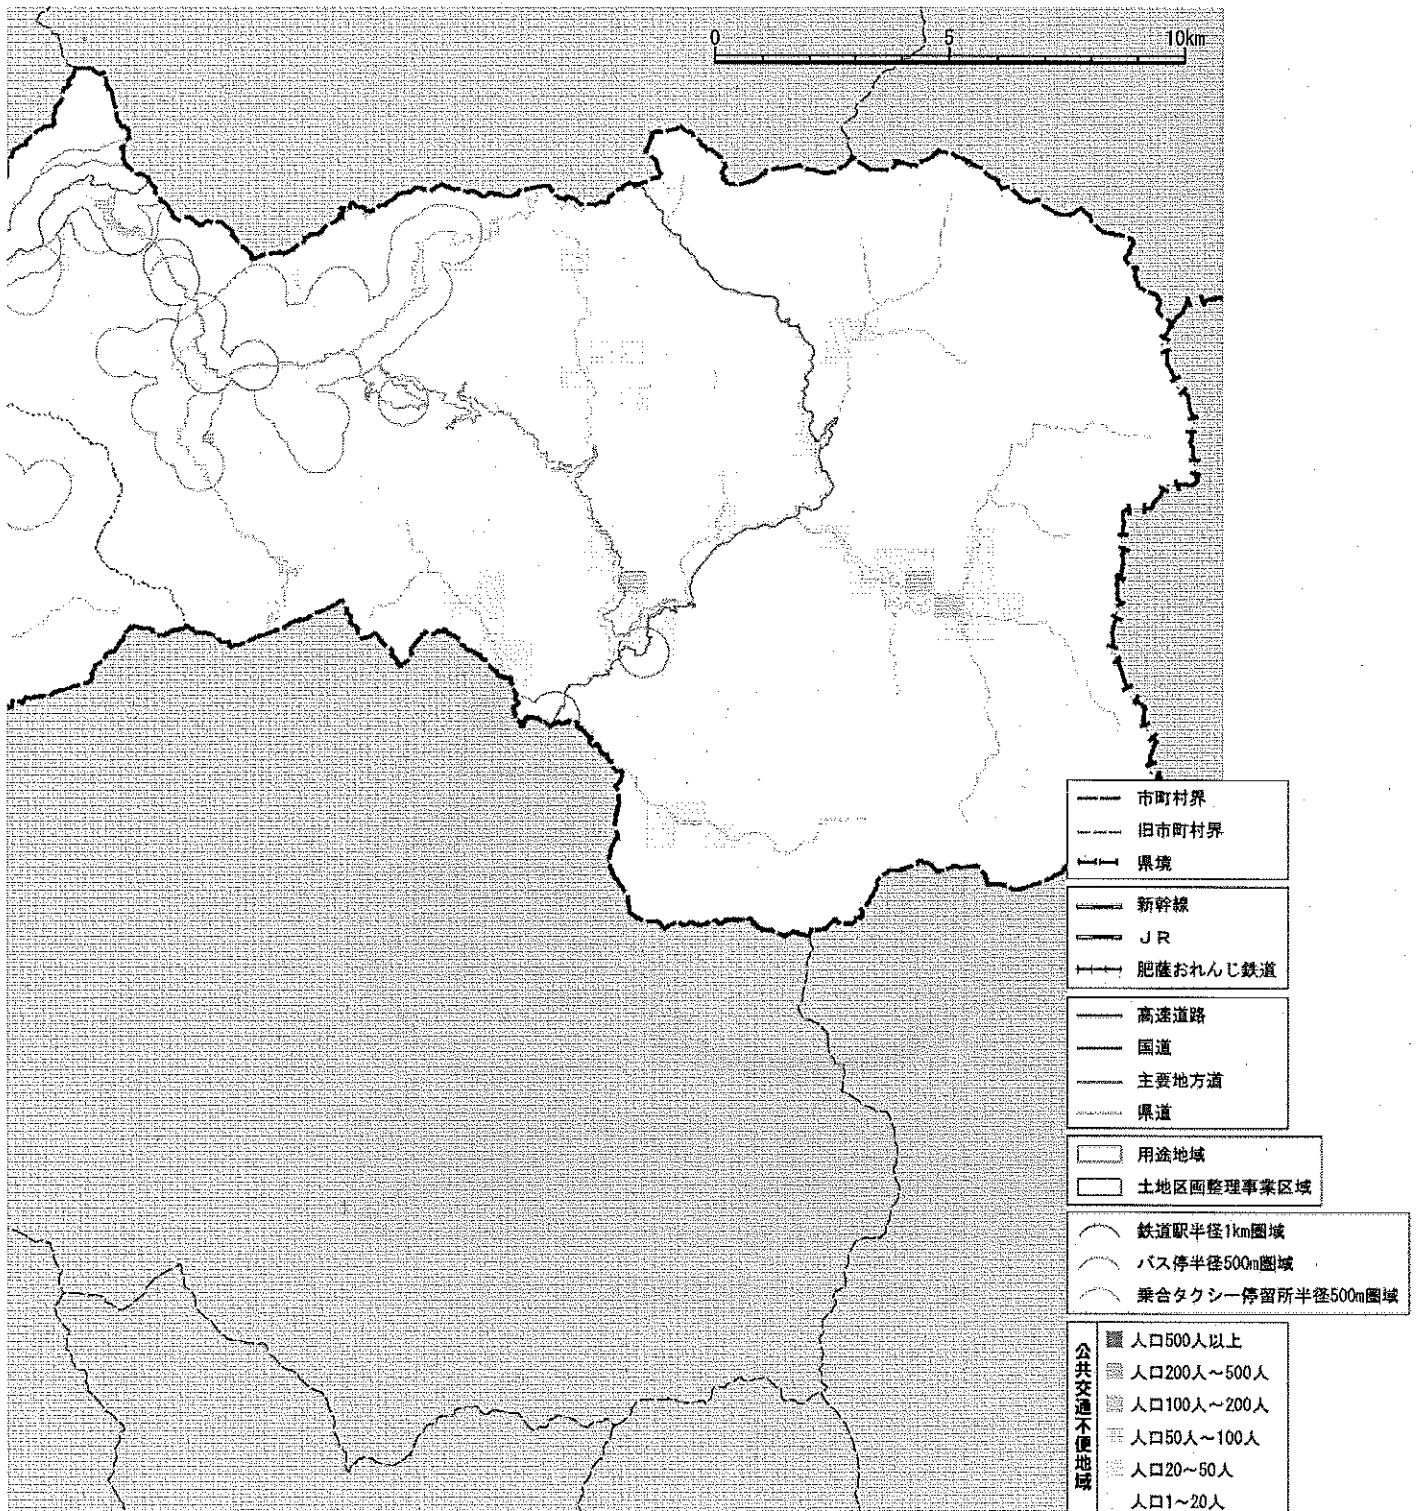 0 5 10km
市町村界
旧市町村界
県境
新幹線
JR
肥薩おれんじ鉄道
高速道路
国道
主要地方道
県道
用途地域
土地区画整理事業区域
鉄道駅半径1km圏域
バス停半径500m圏域
乗合タクシー停留所半径500m圏域
公共交通不便地域
人口500人以上
人口200人～500人
人口100人～200人
人口50人～100人
人口20～50人
人口1～20人